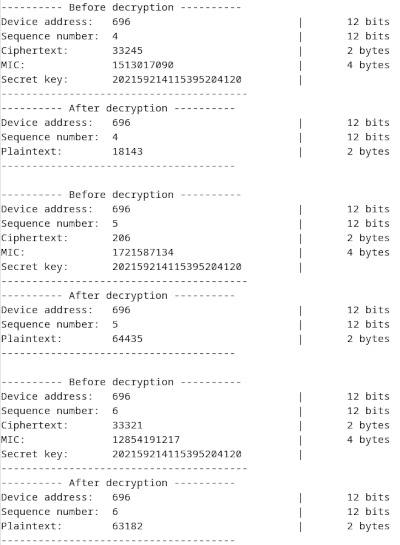 ---------- Before decryption ----------
Device address:   696                          |       12 bits
Sequence number:  4                            |       12 bits
Ciphertext:       33245                        |       2 bytes
MIC:              1513017090                   |       4 bytes
Secret key:       202159214115395204120        |
----------------------------------------
---------- After decryption ----------
Device address:   696                          |       12 bits
Sequence number:  4                            |       12 bits
Plaintext:        18143                        |       2 bytes
--------------------------------------
---------- Before decryption ----------
Device address:   696                          |       12 bits
Sequence number:  5                            |       12 bits
Ciphertext:       206                          |       2 bytes
MIC:              1721587134                   |       4 bytes
Secret key:       202159214115395204120        |
----------------------------------------
---------- After decryption ----------
Device address:   696                          |       12 bits
Sequence number:  5                            |       12 bits
Plaintext:        64435                        |       2 bytes
--------------------------------------
---------- Before decryption ----------
Device address:   696                          |       12 bits
Sequence number:  6                            |       12 bits
Ciphertext:       33321                        |       2 bytes
MIC:              12854191217                  |       4 bytes
Secret key:       202159214115395204120        |
----------------------------------------
---------- After decryption ----------
Device address:   696                          |       12 bits
Sequence number:  6                            |       12 bits
Plaintext:        63182                        |       2 bytes
--------------------------------------